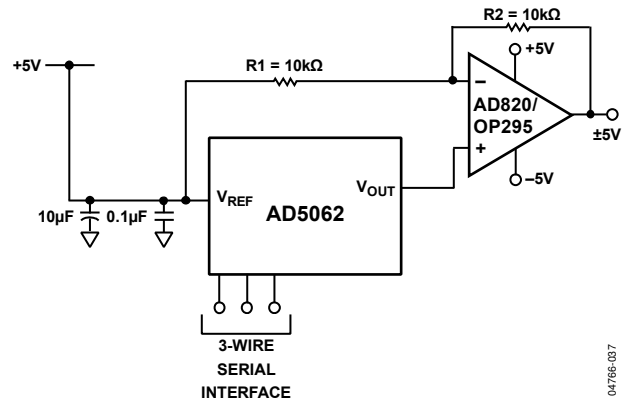 R2 = 10kΩ
+5V
R1 = 10kΩ
+5V
–
AD820/
OP295
+
±5V
–5V
VREF
VOUT
AD5062
10µF
0.1µF
3-WIRE
SERIAL
INTERFACE
04766-037